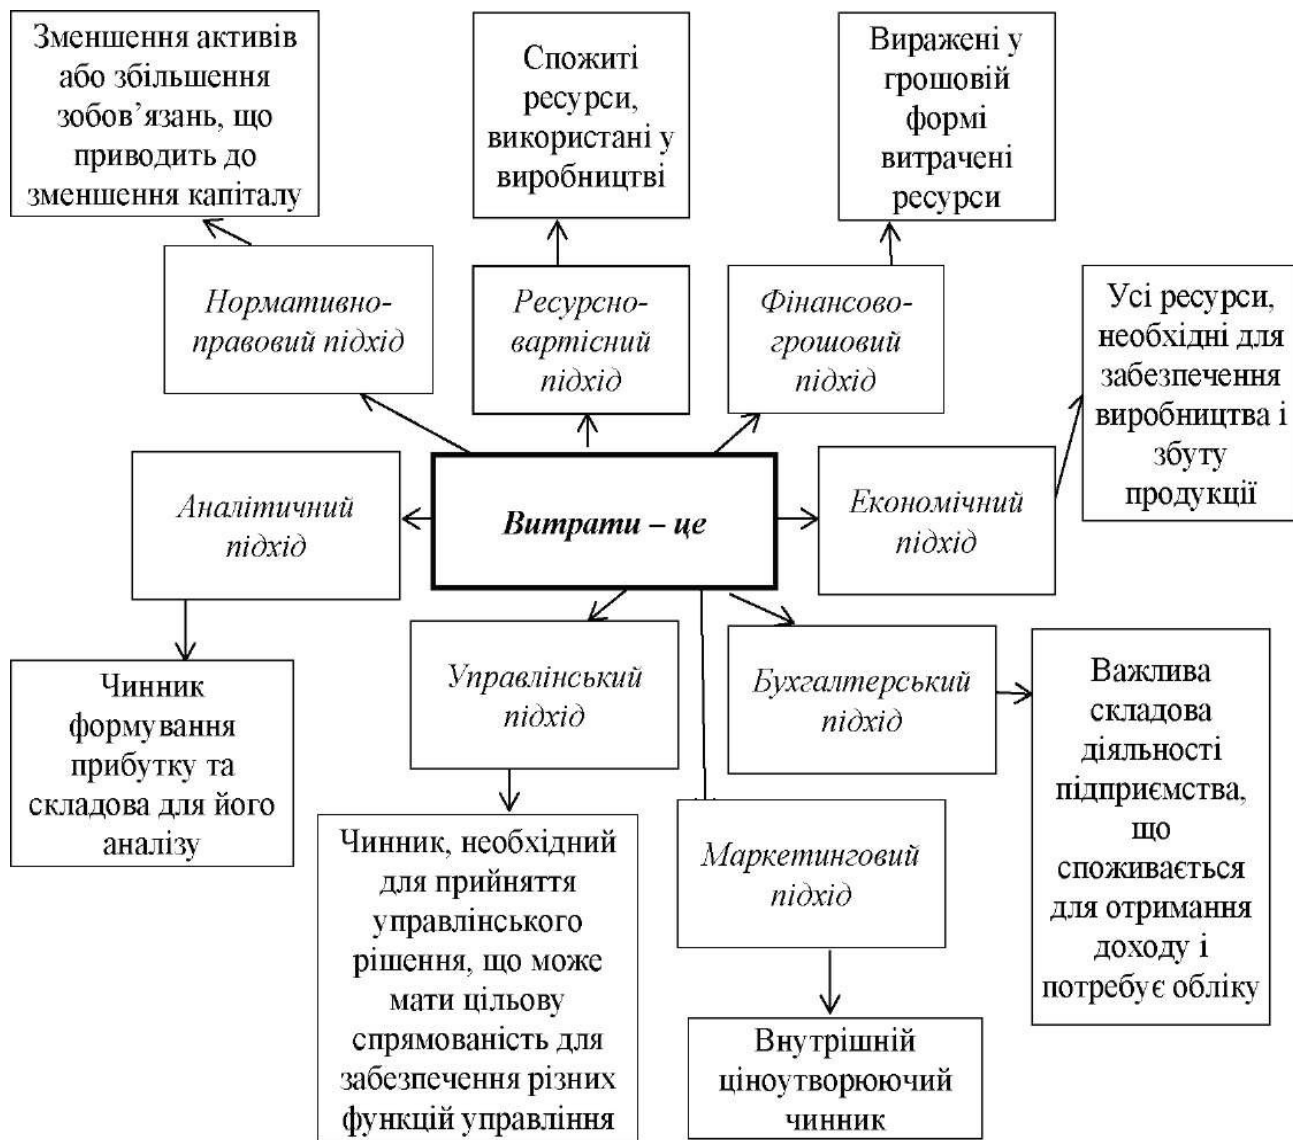 Зменшення активів
або збільшення
зобов’язань, що
приводить до
зменшення капіталу
Спожиті
ресурси,
використані у
виробництві
Виражені у
грошовій
формі
витрачені
ресурси
Нормативно-
правовий підхід
Ресурсно-
вартісний
підхід
Фінансово-
грошовий
підхід
Усі ресурси,
необхідні для
забезпечення
виробництва і
збуту
продукції
Аналітичний
підхід
Витрати – це
Економічний
підхід
Управлінський
підхід
Бухгалтерський
підхід
Чинник
формування
прибутку та
складова для його
аналізу
Важлива
складова
діяльності
підприємства,
що
споживається
для отримання
доходу і
потребує обліку
Чинник, необхідний
для прийняття
управлінського
рішення, що може
мати цільову
спрямованість для
забезпечення різних
функцій управління
Маркетинговий
підхід
Внутрішній
ціноутворюючий
чинник